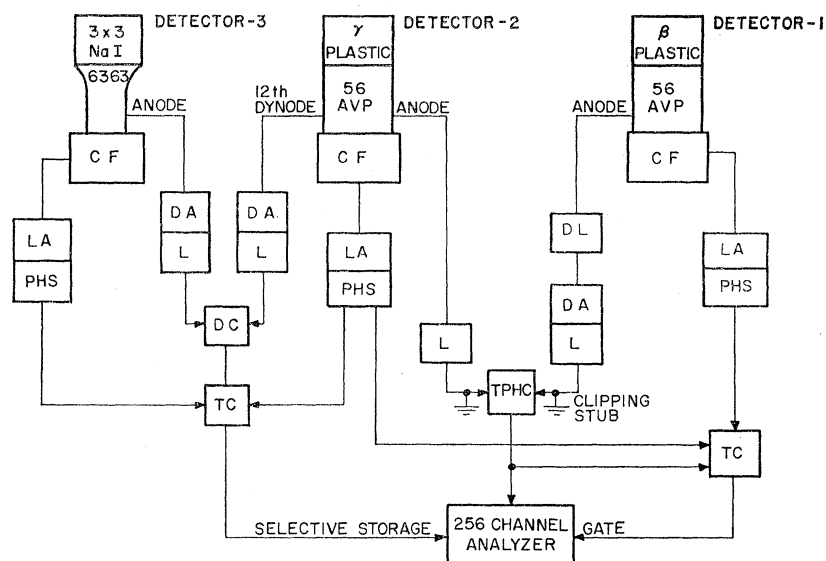 DETECTOR-3
3 x 3
NaI
6363
ANODE
CF
LA
PHS
DA
L
DETECTOR-2
γ
PLASTIC
56
AVP
12th
DYNODE
ANODE
CF
DA
L
LA
PHS
L
DETECTOR-1
β
PLASTIC
56
AVP
ANODE
CF
DL
DA
L
LA
PHS
DC
TC
TPHC
CLIPPING
STUB
TC
SELECTIVE STORAGE
256 CHANNEL
ANALYZER
GATE